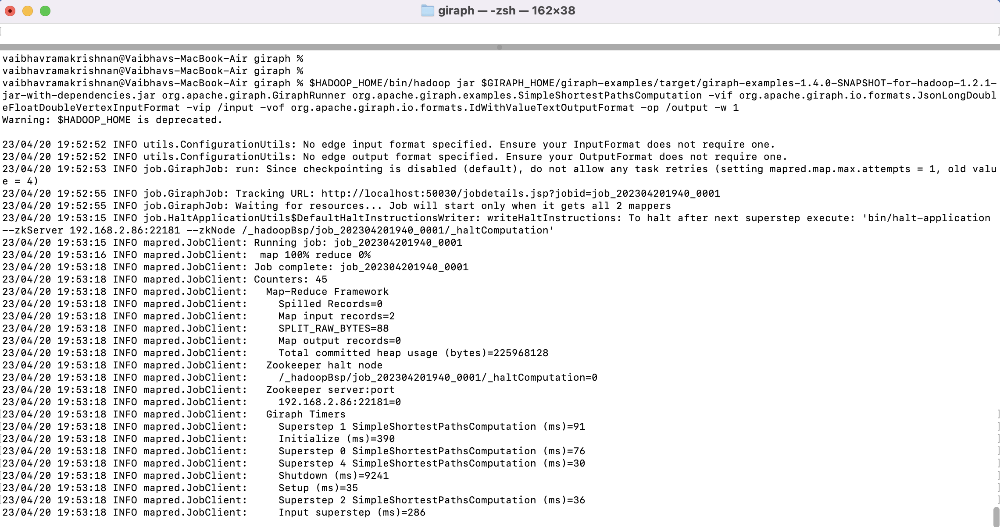 giraph — -zsh — 162×38
vaibhavramakrishnan@Vaibhavs-MacBook-Air giraph %
vaibhavramakrishnan@Vaibhavs-MacBook-Air giraph %
vaibhavramakrishnan@Vaibhavs-MacBook-Air giraph % $HADOOP_HOME/bin/hadoop jar $GIRAPH_HOME/giraph-examples/target/giraph-examples-1.4.0-SNAPSHOT-for-hadoop-1.2.1-
jar-with-dependencies.jar org.apache.giraph.GiraphRunner org.apache.giraph.examples.SimpleShortestPathsComputation -vif org.apache.giraph.io.formats.JsonLongDoubl
eFloatDoubleVertexInputFormat -vip /input -vof org.apache.giraph.io.formats.IdWithValueTextOutputFormat -op /output -w 1
Warning: $HADOOP_HOME is deprecated.
23/04/20 19:52:52 INFO utils.ConfigurationUtils: No edge input format specified. Ensure your InputFormat does not require one.
23/04/20 19:52:52 INFO utils.ConfigurationUtils: No edge output format specified. Ensure your OutputFormat does not require one.
23/04/20 19:52:53 INFO job.GiraphJob: run: Since checkpointing is disabled (default), do not allow any task retries (setting mapred.map.max.attempts = 1, old valu
e = 4)
23/04/20 19:52:55 INFO job.GiraphJob: Tracking URL: http://localhost:50030/jobdetails.jsp?jobid=job_202304201940_0001
23/04/20 19:52:55 INFO job.GiraphJob: Waiting for resources... Job will start only when it gets all 2 mappers
23/04/20 19:53:15 INFO job.HaltApplicationUtils$DefaultHaltInstructionsWriter: writeHaltInstructions: To halt after next superstep execute: 'bin/halt-application
--zkServer 192.168.2.86:22181 --zkNode /_hadoopBsp/job_202304201940_0001/_haltComputation'
23/04/20 19:53:15 INFO mapred.JobClient: Running job: job_202304201940_0001
23/04/20 19:53:16 INFO mapred.JobClient:  map 100% reduce 0%
23/04/20 19:53:18 INFO mapred.JobClient: Job complete: job_202304201940_0001
23/04/20 19:53:18 INFO mapred.JobClient: Counters: 45
23/04/20 19:53:18 INFO mapred.JobClient:   Map-Reduce Framework
23/04/20 19:53:18 INFO mapred.JobClient:     Spilled Records=0
23/04/20 19:53:18 INFO mapred.JobClient:     Map input records=2
23/04/20 19:53:18 INFO mapred.JobClient:     SPLIT_RAW_BYTES=88
23/04/20 19:53:18 INFO mapred.JobClient:     Map output records=0
23/04/20 19:53:18 INFO mapred.JobClient:     Total committed heap usage (bytes)=225968128
23/04/20 19:53:18 INFO mapred.JobClient:   Zookeeper halt node
23/04/20 19:53:18 INFO mapred.JobClient:     /_hadoopBsp/job_202304201940_0001/_haltComputation=0
23/04/20 19:53:18 INFO mapred.JobClient:   Zookeeper server:port
23/04/20 19:53:18 INFO mapred.JobClient:     192.168.2.86:22181=0
23/04/20 19:53:18 INFO mapred.JobClient:   Giraph Timers
23/04/20 19:53:18 INFO mapred.JobClient:     Superstep 1 SimpleShortestPathsComputation (ms)=91
23/04/20 19:53:18 INFO mapred.JobClient:     Initialize (ms)=390
23/04/20 19:53:18 INFO mapred.JobClient:     Superstep 0 SimpleShortestPathsComputation (ms)=76
23/04/20 19:53:18 INFO mapred.JobClient:     Superstep 4 SimpleShortestPathsComputation (ms)=30
23/04/20 19:53:18 INFO mapred.JobClient:     Shutdown (ms)=9241
23/04/20 19:53:18 INFO mapred.JobClient:     Setup (ms)=35
23/04/20 19:53:18 INFO mapred.JobClient:     Superstep 2 SimpleShortestPathsComputation (ms)=36
23/04/20 19:53:18 INFO mapred.JobClient:     Input superstep (ms)=286